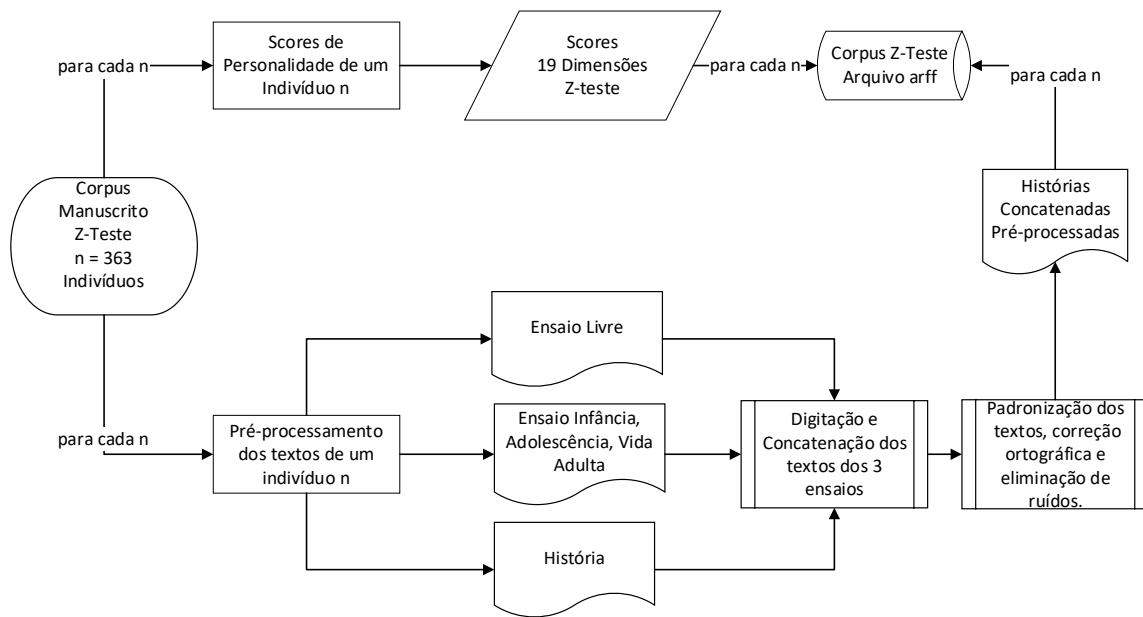 para cada n
Scores de
Personalidade de um
Indivíduo n
Scores
19 Dimensões
Z-teste
para cada n
Corpus Z-Teste
Arquivo arff
para cada n
Corpus
Manuscrito
Z-Teste
n = 363
Indivíduos
Histórias
Concatenadas
Pré-processadas
para cada n
Pré-processamento
dos textos de um
indivíduo n
Ensaio Livre
Ensaio Infância,
Adolescência, Vida
Adulta
História
Digitação e
Concatenação dos
textos dos 3
ensaios
Padronização dos
textos, correção
ortográfica e
eliminação de
ruídos.